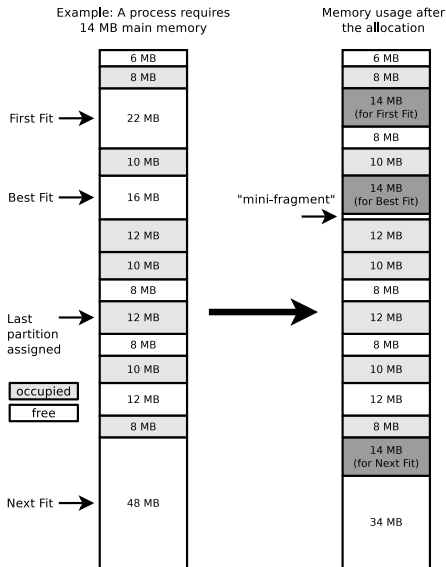 Example: A process requires
14 MB main memory
Memory usage after
the allocation
6 MB
8 MB
First Fit
22 MB
10 MB
Best Fit
16 MB
12 MB
10 MB
8 MB
Last
partition
assigned
12 MB
8 MB
10 MB
12 MB
8 MB
Next Fit
48 MB
occupied
free
6 MB
8 MB
14 MB
(for First Fit)
8 MB
10 MB
14 MB
(for Best Fit)
"mini-fragment"
12 MB
10 MB
8 MB
12 MB
8 MB
10 MB
12 MB
8 MB
14 MB
(for Next Fit)
34 MB